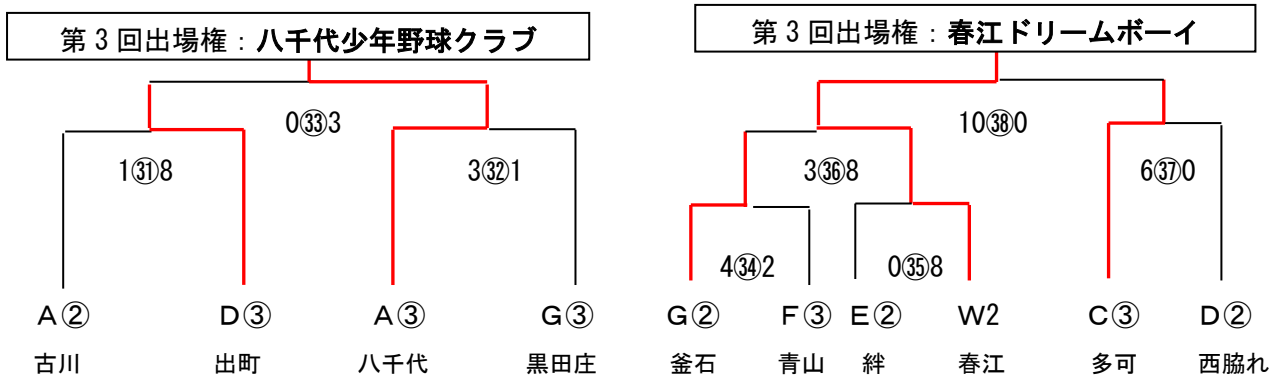 第3回出場権：八千代少年野球クラブ
第3回出場権：春江ドリームボーイ
0㉝3
10㊳0
1㉛8
3㉜1
3㊱8
6㊲0
4㉞2
0㉟8
A② D③ A③ G③ G② F③ E② W2 C③ D②
古川 出町 八千代 黒田庄 釜石 青山 絆 春江 多可 西脇れ